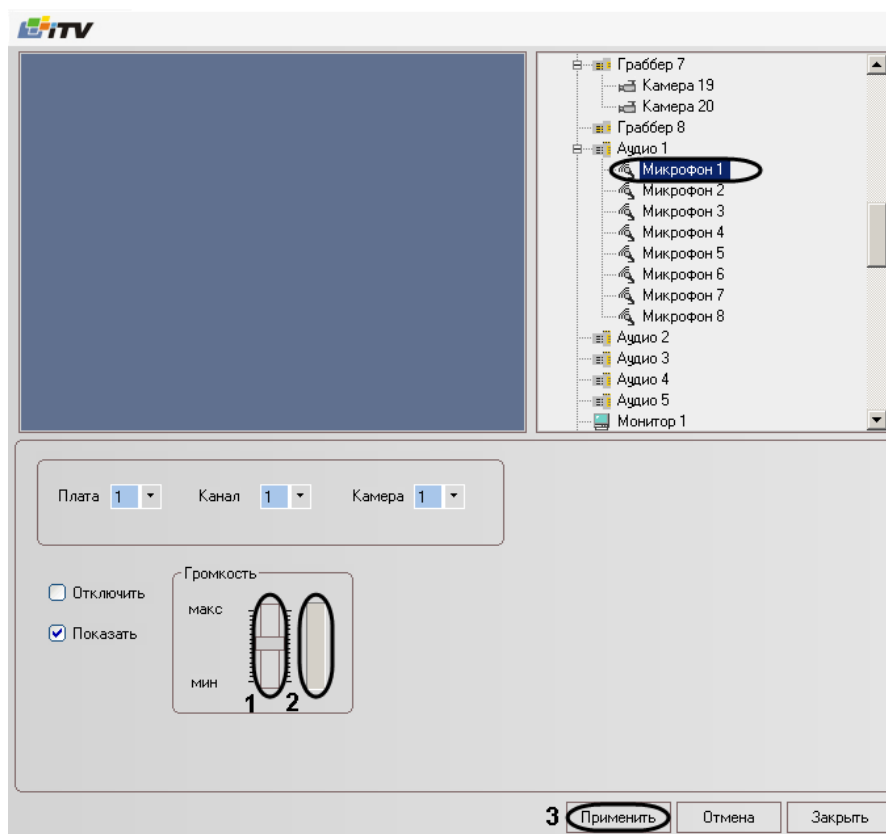 iTV
Граббер 7
Камера 19
Камера 20
Граббер 8
Аудио 1
Микрофон 1
Микрофон 2
Микрофон 3
Микрофон 4
Микрофон 5
Микрофон 6
Микрофон 7
Микрофон 8
Аудио 2
Аудио 3
Аудио 4
Аудио 5
Монитор 1
Плата 1 Канал 1 Камера 1
Отключить
Показать
Громкость
макс
мин
1 2
3 Применить Отмена Закрыть